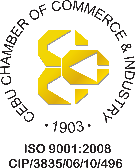 CEBU CHAMBER OF COMMERCE & INDUSTRY
• 1903 •
ISO 9001:2008
CIP/3835/06/10/496